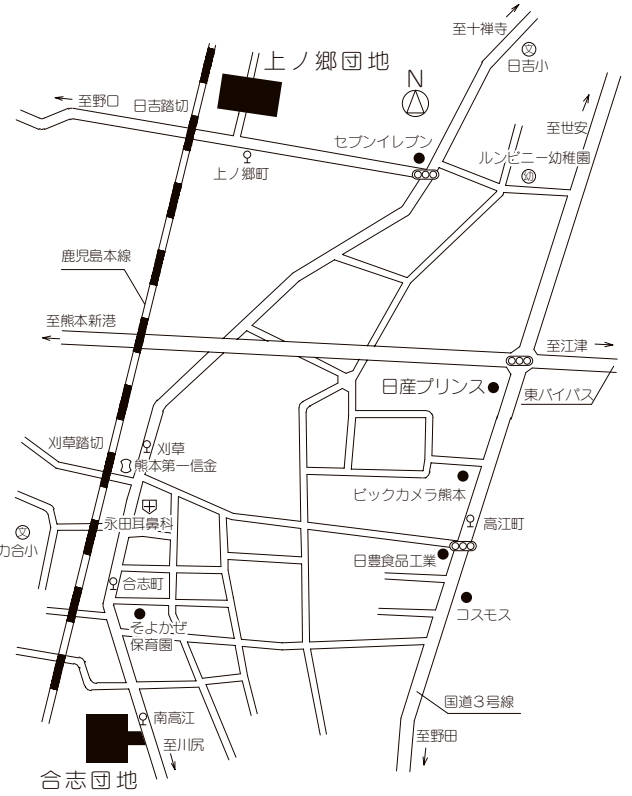 至十禅寺
文
日吉小
上ノ郷団地
N
至野口
日吉踏切
至世安
セブンイレブン
ルンビニー幼稚園
幼
上ノ郷町
鹿児島本線
至熊本新港
至江津
日産プリンス
東バイパス
刈草踏切
刈草
熊本第一信金
ビックカメラ熊本
永田耳鼻科
高江町
文
力合小
日豊食品工業
合志町
コスモス
そよかぜ
保育園
国道3号線
南高江
至野田
至川尻
合志団地